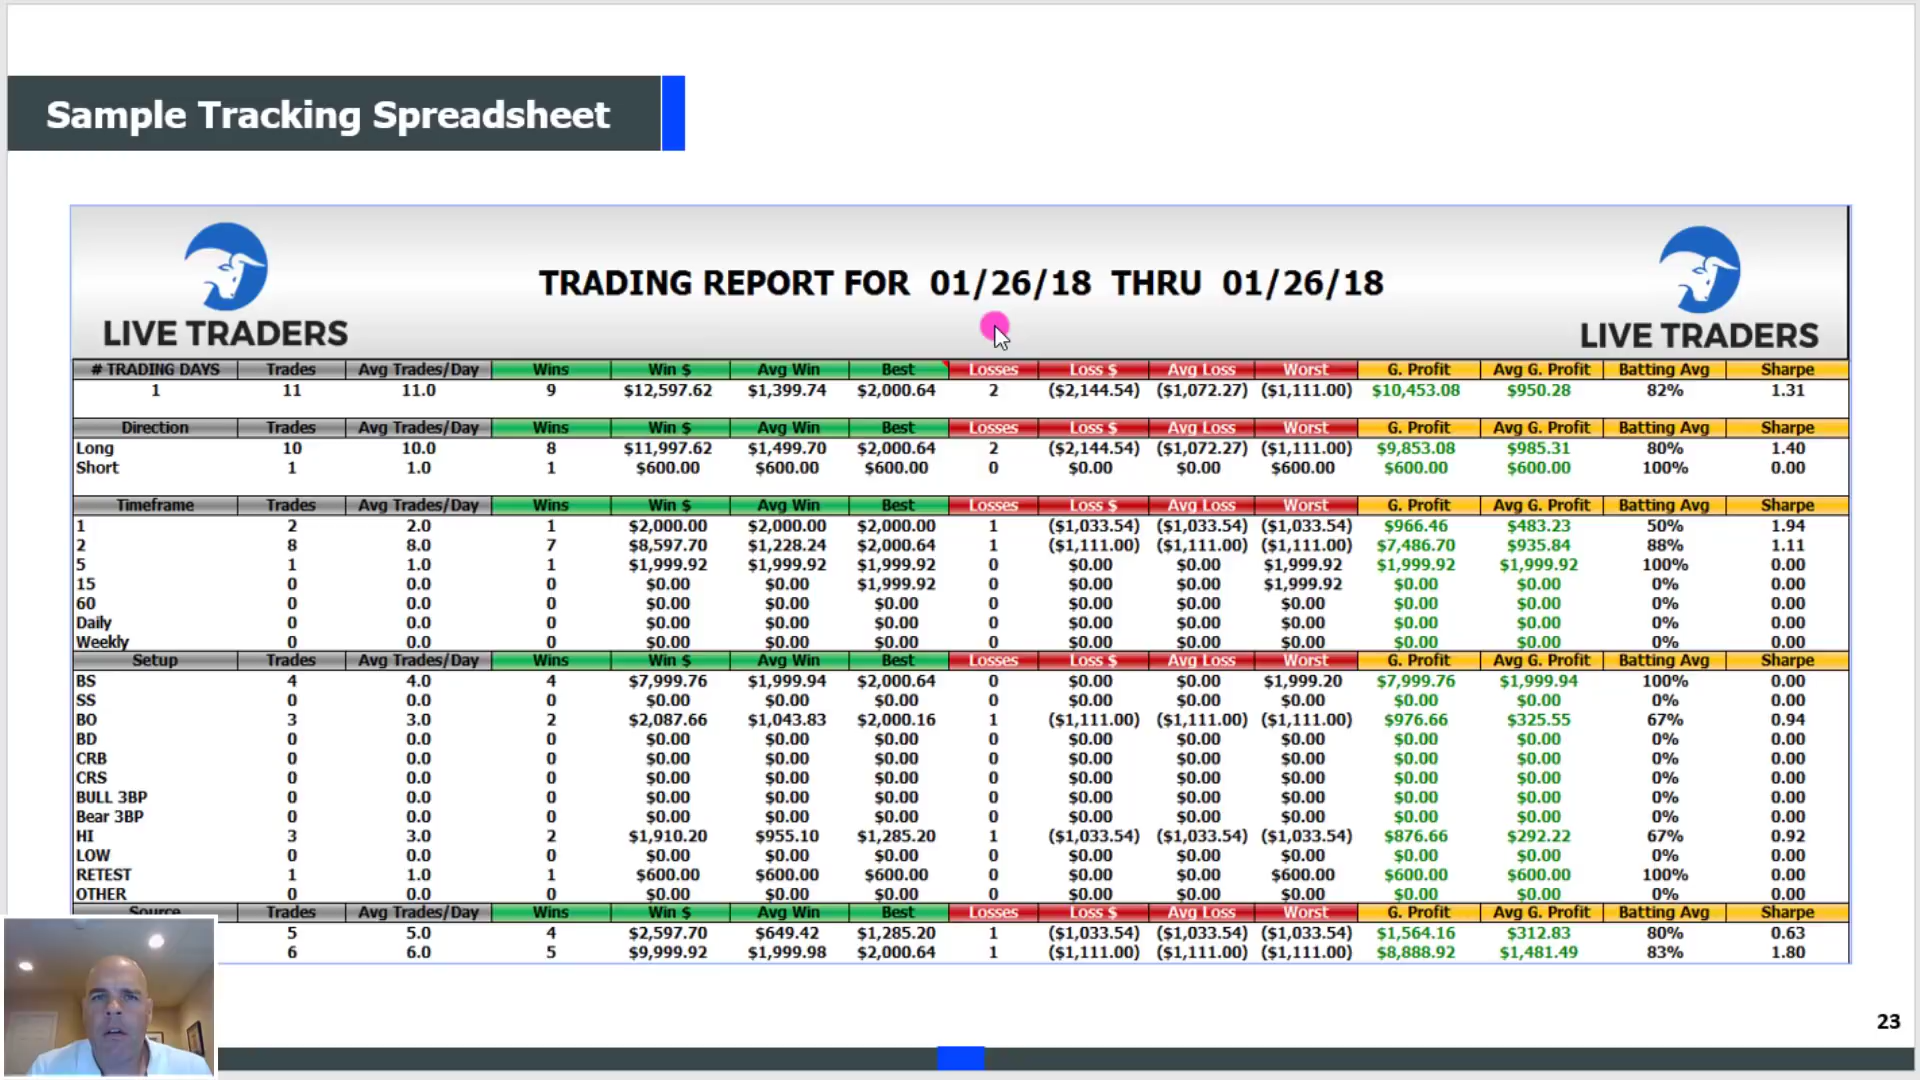 Sample Tracking Spreadsheet
TRADING REPORT FOR 01/26/18 THRU 01/26/18
LIVE TRADERS
LIVE TRADERS
# TRADING DAYS Trades Avg Trades/Day Wins Win $ Avg Win Best Losses Loss $ Avg Loss Worst G. Profit Avg G. Profit Batting Avg Sharpe
1 11 11.0 9 $12,597.62 $1,399.74 $2,000.64 2 ($2,144.54) ($1,072.27) ($1,111.00) $10,453.08 $950.28 82% 1.31
Direction Trades Avg Trades/Day Wins Win $ Avg Win Best Losses Loss $ Avg Loss Worst G. Profit Avg G. Profit Batting Avg Sharpe
Long 10 10.0 8 $11,997.62 $1,499.70 $2,000.64 2 ($2,144.54) ($1,072.27) ($1,111.00) $9,853.08 $985.31 80% 1.40
Short 1 1.0 1 $600.00 $600.00 $600.00 0 $0.00 $0.00 $600.00 $600.00 $600.00 100% 0.00
Timeframe Trades Avg Trades/Day Wins Win $ Avg Win Best Losses Loss $ Avg Loss Worst G. Profit Avg G. Profit Batting Avg Sharpe
1 2 2.0 1 $2,000.00 $2,000.00 $2,000.00 1 ($1,033.54) ($1,033.54) ($1,033.54) $966.46 $483.23 50% 1.94
2 8 8.0 7 $8,597.70 $1,228.24 $2,000.64 1 ($1,111.00) ($1,111.00) ($1,111.00) $7,486.70 $935.84 88% 1.11
5 1 1.0 1 $1,999.92 $1,999.92 $1,999.92 0 $0.00 $0.00 $1,999.92 $1,999.92 $1,999.92 100% 0.00
15 0 0.0 0 $0.00 $0.00 $1,999.92 0 $0.00 $0.00 $1,999.92 $0.00 $0.00 0% 0.00
60 0 0.0 0 $0.00 $0.00 $0.00 0 $0.00 $0.00 $0.00 $0.00 $0.00 0% 0.00
Daily 0 0.0 0 $0.00 $0.00 $0.00 0 $0.00 $0.00 $0.00 $0.00 $0.00 0% 0.00
Weekly 0 0.0 0 $0.00 $0.00 $0.00 0 $0.00 $0.00 $0.00 $0.00 $0.00 0% 0.00
Setup Trades Avg Trades/Day Wins Win $ Avg Win Best Losses Loss $ Avg Loss Worst G. Profit Avg G. Profit Batting Avg Sharpe
BS 4 4.0 4 $7,999.76 $1,999.94 $2,000.64 0 $0.00 $0.00 $1,999.20 $7,999.76 $1,999.94 100% 0.00
SS 0 0.0 0 $0.00 $0.00 $0.00 0 $0.00 $0.00 $0.00 $0.00 $0.00 0% 0.00
BO 3 3.0 2 $2,087.66 $1,043.83 $2,000.16 1 ($1,111.00) ($1,111.00) ($1,111.00) $976.66 $325.55 67% 0.94
BD 0 0.0 0 $0.00 $0.00 $0.00 0 $0.00 $0.00 $0.00 $0.00 $0.00 0% 0.00
CRB 0 0.0 0 $0.00 $0.00 $0.00 0 $0.00 $0.00 $0.00 $0.00 $0.00 0% 0.00
CRS 0 0.0 0 $0.00 $0.00 $0.00 0 $0.00 $0.00 $0.00 $0.00 $0.00 0% 0.00
BULL 3BP 0 0.0 0 $0.00 $0.00 $0.00 0 $0.00 $0.00 $0.00 $0.00 $0.00 0% 0.00
Bear 3BP 0 0.0 0 $0.00 $0.00 $0.00 0 $0.00 $0.00 $0.00 $0.00 $0.00 0% 0.00
HI 3 3.0 2 $1,910.20 $955.10 $1,285.20 1 ($1,033.54) ($1,033.54) ($1,033.54) $876.66 $292.22 67% 0.92
LOW 0 0.0 0 $0.00 $0.00 $0.00 0 $0.00 $0.00 $0.00 $0.00 $0.00 0% 0.00
RETEST 1 1.0 1 $600.00 $600.00 $600.00 0 $0.00 $0.00 $600.00 $600.00 $600.00 100% 0.00
OTHER 0 0.0 0 $0.00 $0.00 $0.00 0 $0.00 $0.00 $0.00 $0.00 $0.00 0% 0.00
Source Trades Avg Trades/Day Wins Win $ Avg Win Best Losses Loss $ Avg Loss Worst G. Profit Avg G. Profit Batting Avg Sharpe
5 5.0 4 $2,597.70 $649.42 $1,285.20 1 ($1,033.54) ($1,033.54) ($1,033.54) $1,564.16 $312.83 80% 0.63
6 6.0 5 $9,999.92 $1,999.98 $2,000.64 1 ($1,111.00) ($1,111.00) ($1,111.00) $8,888.92 $1,481.49 83% 1.80
23